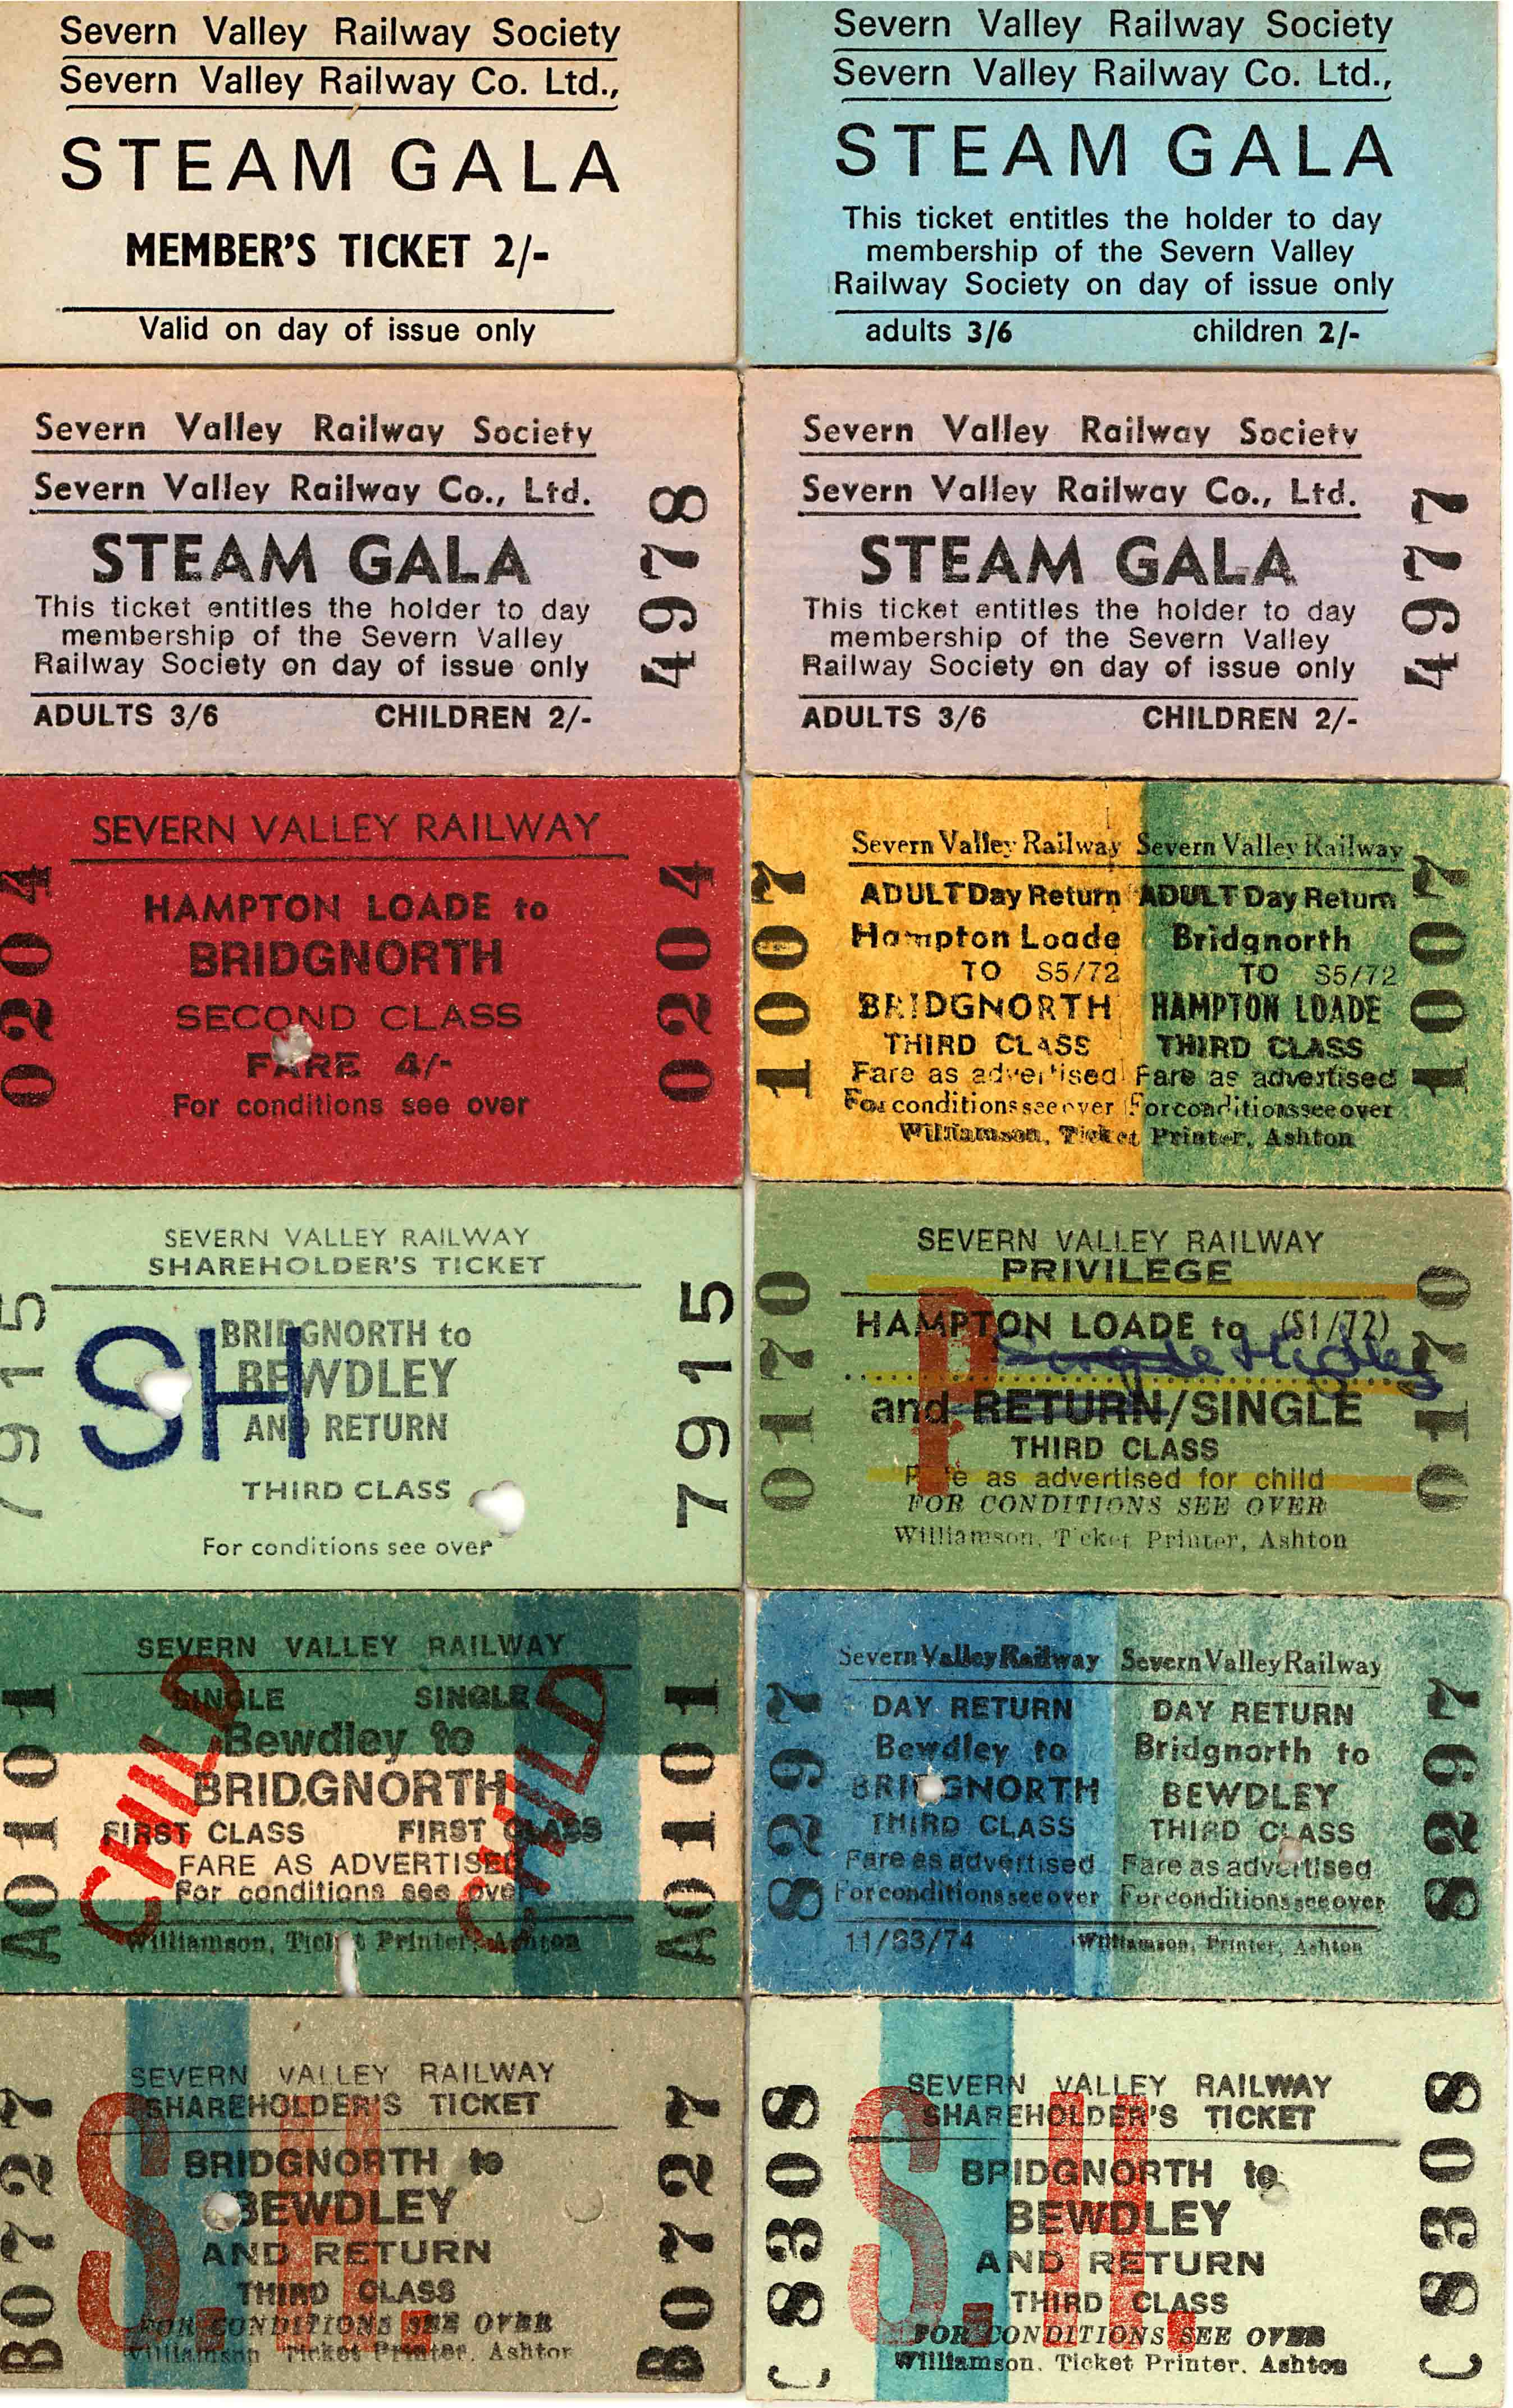 Severn Valley Railway Society
Severn Valley Railway Co. Ltd.,
STEAM GALA
MEMBER'S TICKET 2/-
Valid on day of issue only
Severn Valley Railway Society
Severn Valley Railway Co. Ltd.,
STEAM GALA
This ticket entitles the holder to day
membership of the Severn Valley
Railway Society on day of issue only
adults 3/6 children 2/-
Severn Valley Railway Society
Severn Valley Railway Co., Ltd.
STEAM GALA
This ticket entitles the holder to day
membership of the Severn Valley
Railway Society on day of issue only
ADULTS 3/6 CHILDREN 2/-
4978
Severn Valley Railway Society
Severn Valley Railway Co., Ltd.
STEAM GALA
This ticket entitles the holder to day
membership of the Severn Valley
Railway Society on day of issue only
ADULTS 3/6 CHILDREN 2/-
4977
0204
SEVERN VALLEY RAILWAY
HAMPTON LOADE to
BRIDGNORTH
SECOND CLASS
FARE 4/-
For conditions see over
0204
1007
Severn Valley Railway Severn Valley Railway
ADULT Day Return ADULT Day Return
Hampton Loade Bridgnorth
TO S5/72 TO S5/72
BRIDGNORTH HAMPTON LOADE
THIRD CLASS THIRD CLASS
Fare as advertised Fare as advertised
For conditions see over For conditions see over
Williamson, Ticket Printer, Ashton
1007
7915
SEVERN VALLEY RAILWAY
SHAREHOLDER'S TICKET
BRIDGNORTH to
BEWDLEY
AND RETURN
SH
THIRD CLASS
For conditions see over
7915
0170
SEVERN VALLEY RAILWAY
PRIVILEGE
HAMPTON LOADE to (S1/72)
Single Highley
and RETURN/SINGLE
P
THIRD CLASS
Fare as advertised for child
FOR CONDITIONS SEE OVER
Williamson, Ticket Printer, Ashton
0170
A0101
SEVERN VALLEY RAILWAY
SINGLE SINGLE
Bewdley to
BRIDGNORTH
FIRST CLASS FIRST CLASS
FARE AS ADVERTISED
For conditions see over
Williamson, Ticket Printer, Ashton
CHILD CHILD
A0101
8297
Severn Valley Railway Severn Valley Railway
DAY RETURN DAY RETURN
Bewdley to Bridgnorth to
BRIDGNORTH BEWDLEY
THIRD CLASS THIRD CLASS
Fare as advertised Fare as advertised
For conditions see over For conditions see over
11/83/74 Williamson, Printer, Ashton
8297
B0727
SEVERN VALLEY RAILWAY
SHAREHOLDER'S TICKET
BRIDGNORTH to
BEWDLEY
AND RETURN
THIRD CLASS
FOR CONDITIONS SEE OVER
Williamson Ticket Printer, Ashton
S.H.
B0727
C 8308
SEVERN VALLEY RAILWAY
SHAREHOLDER'S TICKET
BRIDGNORTH to
BEWDLEY
AND RETURN
THIRD CLASS
FOR CONDITIONS SEE OVER
Williamson, Ticket Printer, Ashton
S.H.
C 8308